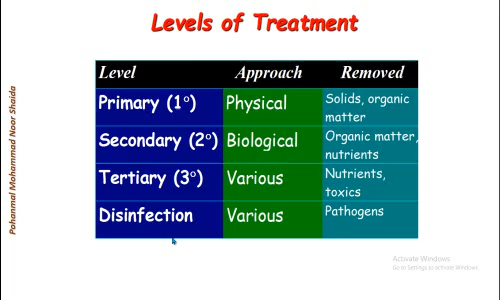 Levels of Treatment
Level Approach Removed
Primary (1°) Physical Solids, organic
matter
Secondary (2°) Biological Organic matter,
nutrients
Tertiary (3°) Various Nutrients,
toxics
Disinfection Various Pathogens
Pohanmal Mohammad Noor Shaida
Activate Windows
Go to Settings to activate Windows